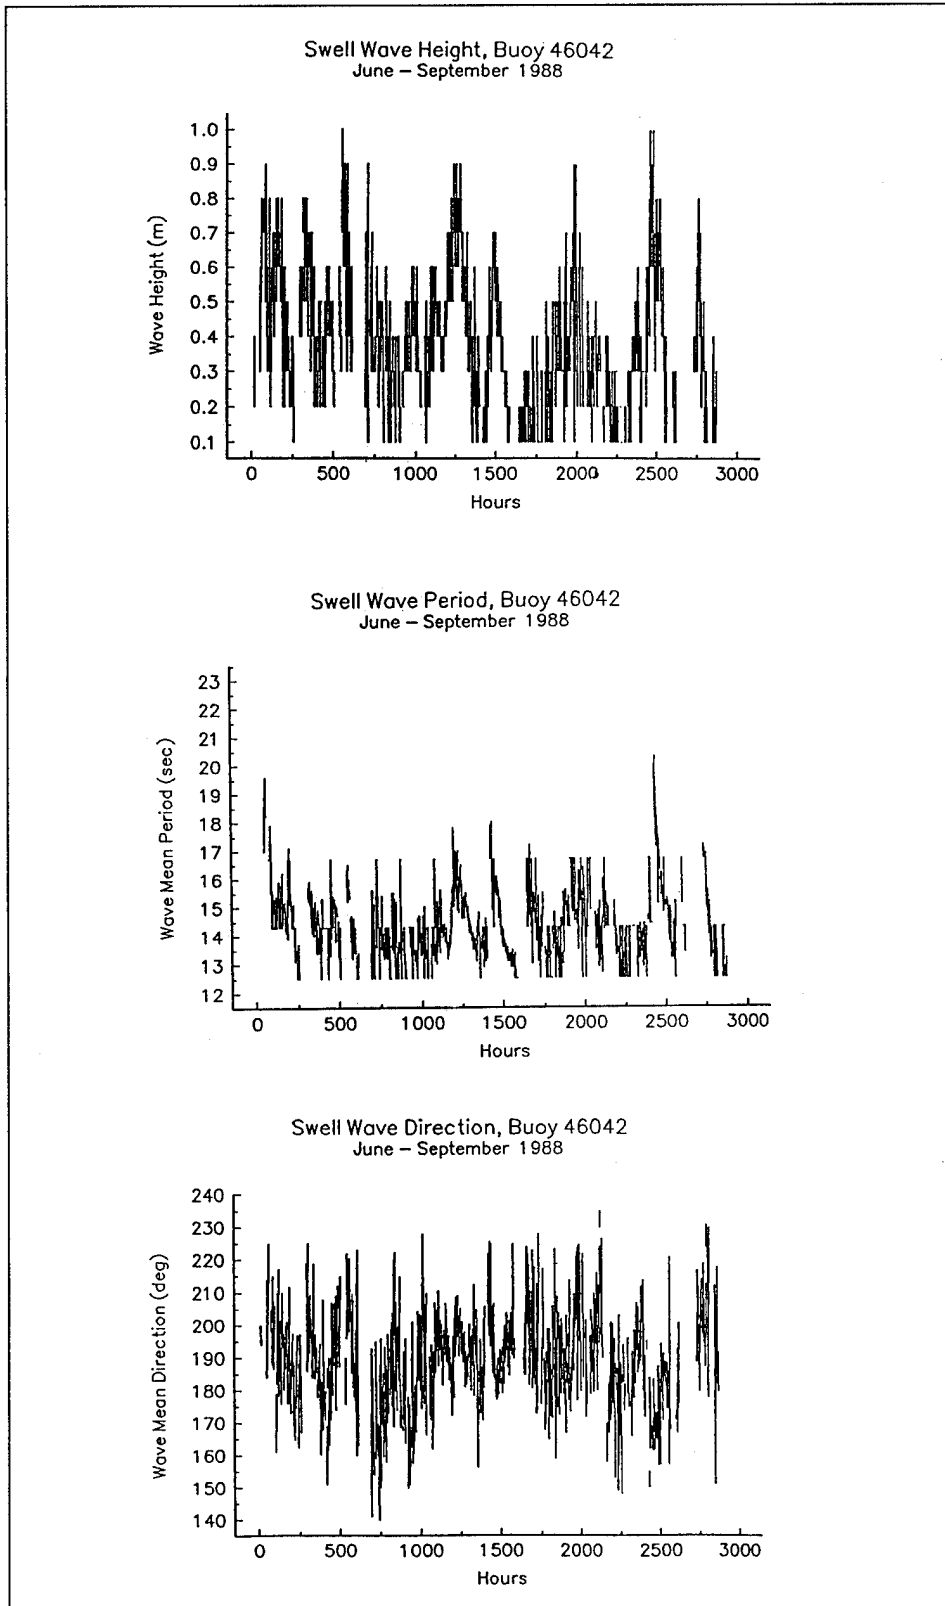 Swell Wave Height, Buoy 46042
June – September 1988
Wave Height (m)
1.0
0.9
0.8
0.7
0.6
0.5
0.4
0.3
0.2
0.1
0 500 1000 1500 2000 2500 3000
Hours
Swell Wave Period, Buoy 46042
June – September 1988
Wave Mean Period (sec)
23
22
21
20
19
18
17
16
15
14
13
12
0 500 1000 1500 2000 2500 3000
Hours
Swell Wave Direction, Buoy 46042
June – September 1988
Wave Mean Direction (deg)
240
230
220
210
200
190
180
170
160
150
140
0 500 1000 1500 2000 2500 3000
Hours